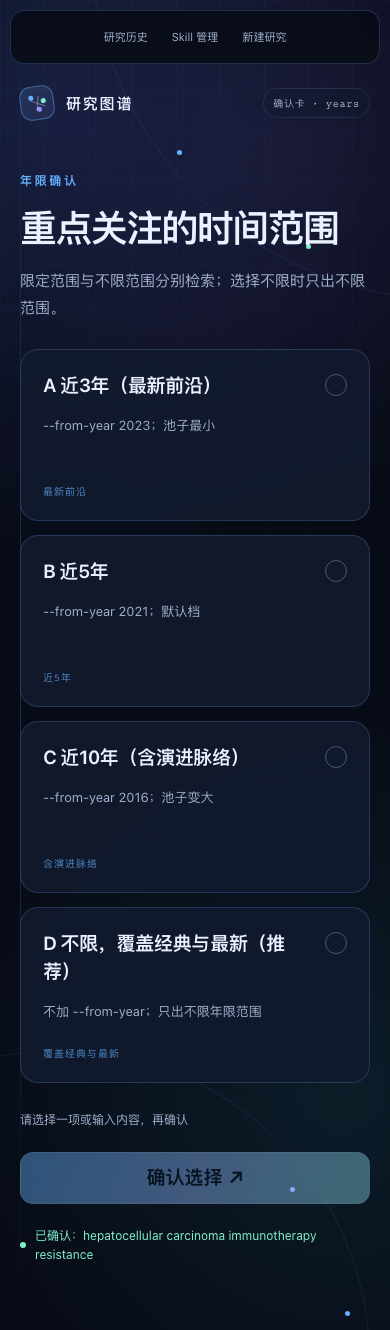 研究历史 Skill 管理 新建研究
研究图谱
确认卡 · years
年限确认
重点关注的时间范围
限定范围与不限范围分别检索；选择不限时只出不限
范围。
A 近3年（最新前沿）
--from-year 2023；池子最小
最新前沿
B 近5年
--from-year 2021；默认档
近5年
C 近10年（含演进脉络）
--from-year 2016；池子变大
含演进脉络
D 不限，覆盖经典与最新（推
荐）
不加 --from-year；只出不限年限范围
覆盖经典与最新
请选择一项或输入内容，再确认
确认选择 ↗
已确认：hepatocellular carcinoma immunotherapy
resistance